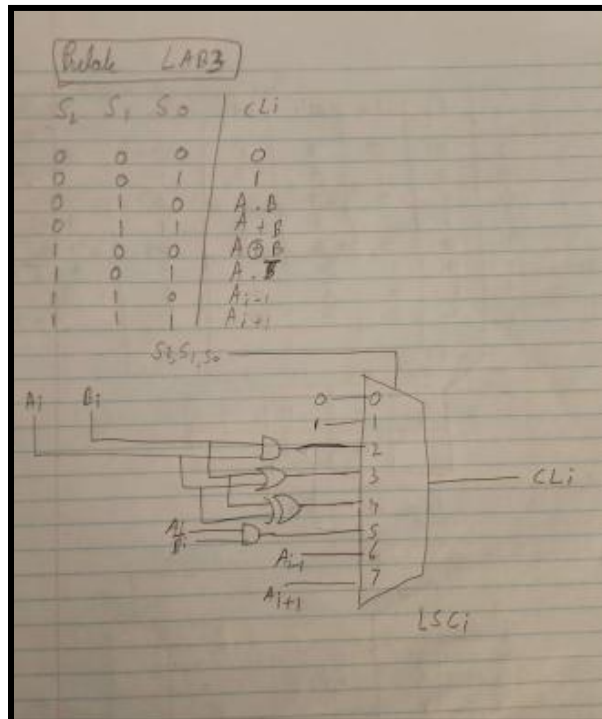 Prelab LAB3
S₂ S₁ S₀ CLi
0 0 0 0
0 0 1 1
0 1 0 A.B
0 1 1 A+B
1 0 0 A⊕B
1 0 1 A.B̅
1 1 0 Ai-1
1 1 1 Ai+1
S2,S1,S0
Ai Bi
0 0
1 1
2
3
4
CLi
Ai 5
B̅i
Ai-1 6
Ai+1 7
LSCi